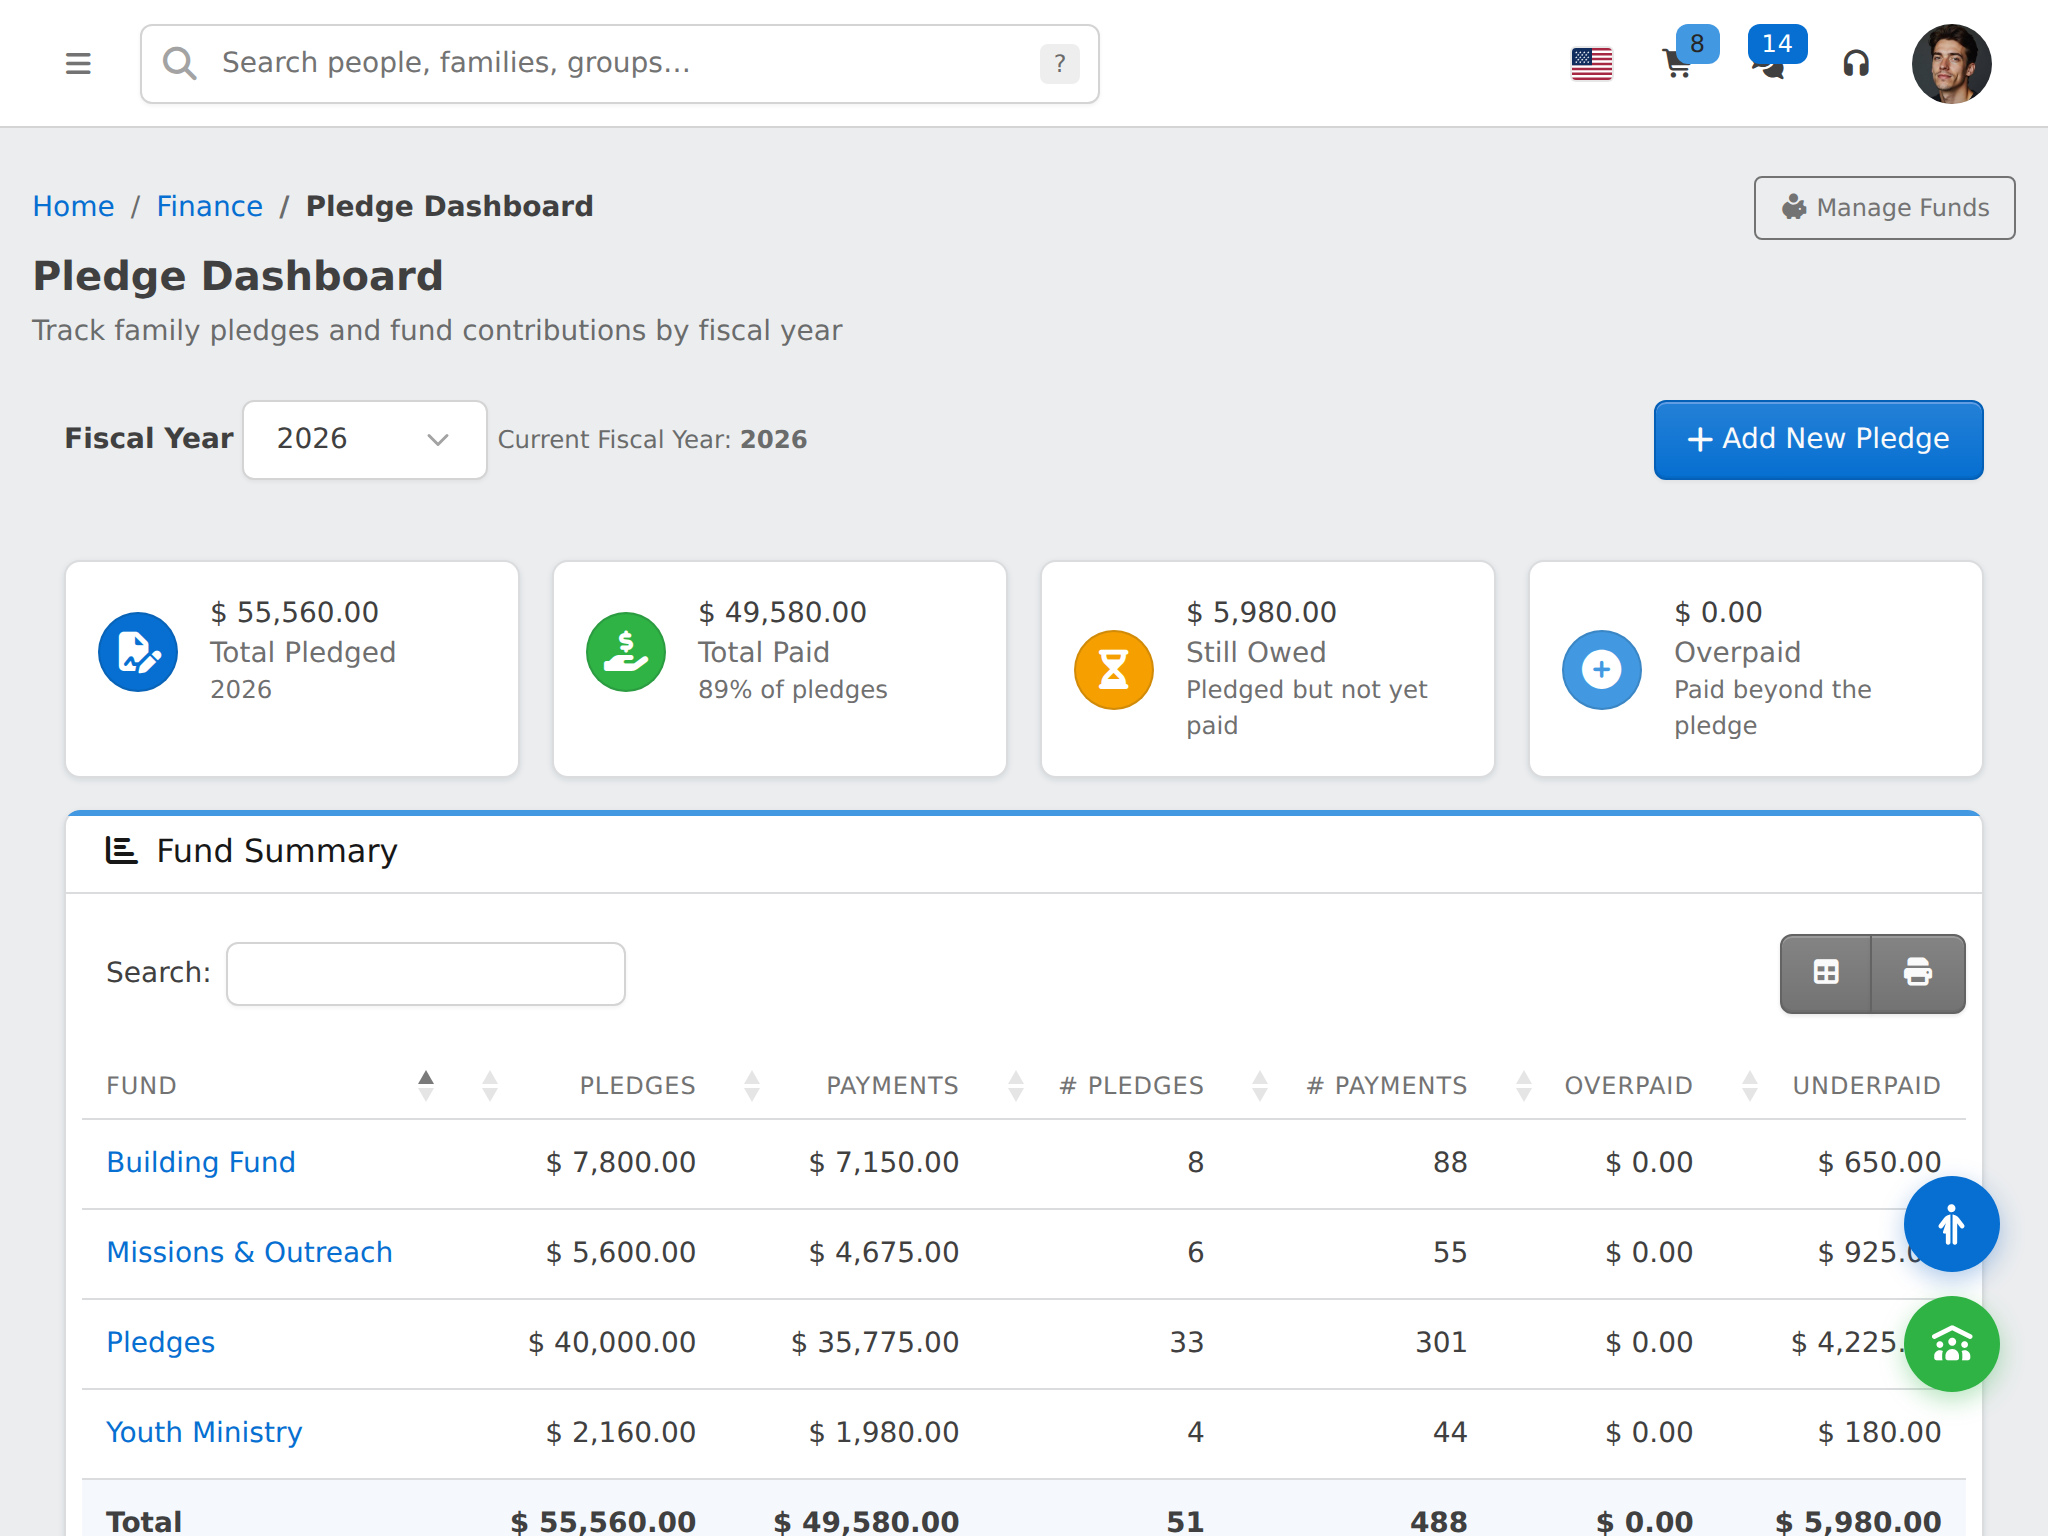 Search people, families, groups...
?
8
14
Home / Finance / Pledge Dashboard
Manage Funds
Pledge Dashboard
Track family pledges and fund contributions by fiscal year
Fiscal Year 2026 Current Fiscal Year: 2026
Add New Pledge
$ 55,560.00
Total Pledged
2026
$ 49,580.00
Total Paid
89% of pledges
$ 5,980.00
Still Owed
Pledged but not yet
paid
$ 0.00
Overpaid
Paid beyond the
pledge
Fund Summary
Search:
FUND PLEDGES PAYMENTS # PLEDGES # PAYMENTS OVERPAID UNDERPAID
Building Fund $ 7,800.00 $ 7,150.00 8 88 $ 0.00 $ 650.00
Missions & Outreach $ 5,600.00 $ 4,675.00 6 55 $ 0.00 $ 925.
Pledges $ 40,000.00 $ 35,775.00 33 301 $ 0.00 $ 4,225.
Youth Ministry $ 2,160.00 $ 1,980.00 4 44 $ 0.00 $ 180.00
Total $ 55,560.00 $ 49,580.00 51 488 $ 0.00 $ 5,980.00